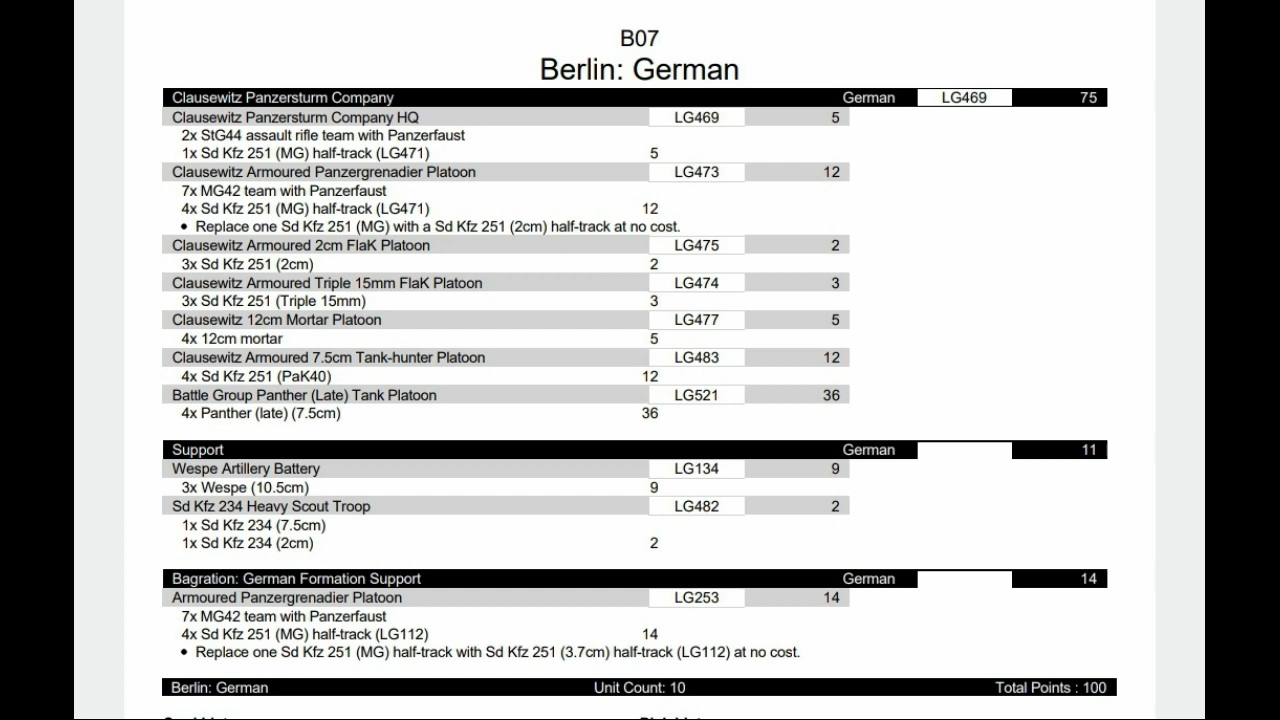 B07
Berlin: German
Clausewitz Panzersturm Company German LG469 75
Clausewitz Panzersturm Company HQ LG469 5
2x StG44 assault rifle team with Panzerfaust
1x Sd Kfz 251 (MG) half-track (LG471) 5
Clausewitz Armoured Panzergrenadier Platoon LG473 12
7x MG42 team with Panzerfaust
4x Sd Kfz 251 (MG) half-track (LG471) 12
• Replace one Sd Kfz 251 (MG) with a Sd Kfz 251 (2cm) half-track at no cost.
Clausewitz Armoured 2cm FlaK Platoon LG475 2
3x Sd Kfz 251 (2cm) 2
Clausewitz Armoured Triple 15mm FlaK Platoon LG474 3
3x Sd Kfz 251 (Triple 15mm) 3
Clausewitz 12cm Mortar Platoon LG477 5
4x 12cm mortar 5
Clausewitz Armoured 7.5cm Tank-hunter Platoon LG483 12
4x Sd Kfz 251 (PaK40) 12
Battle Group Panther (Late) Tank Platoon LG521 36
4x Panther (late) (7.5cm) 36
Support German 11
Wespe Artillery Battery LG134 9
3x Wespe (10.5cm) 9
Sd Kfz 234 Heavy Scout Troop LG482 2
1x Sd Kfz 234 (7.5cm)
1x Sd Kfz 234 (2cm) 2
Bagration: German Formation Support German 14
Armoured Panzergrenadier Platoon LG253 14
7x MG42 team with Panzerfaust
4x Sd Kfz 251 (MG) half-track (LG112) 14
• Replace one Sd Kfz 251 (MG) half-track with Sd Kfz 251 (3.7cm) half-track (LG112) at no cost.
Berlin: German Unit Count: 10 Total Points : 100